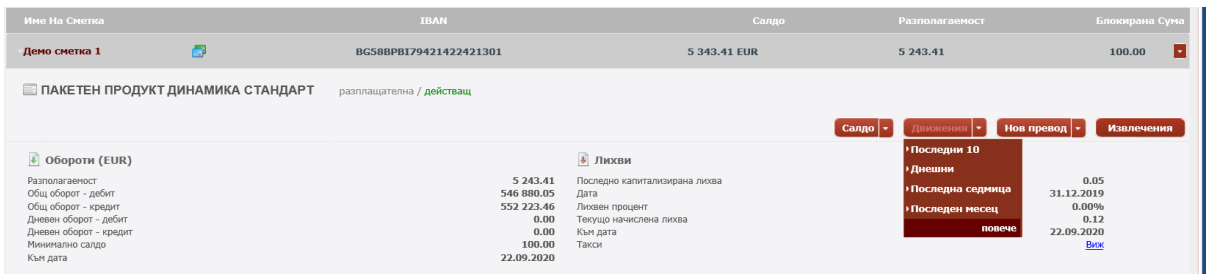 Име На Сметка IBAN Салдо Разполагаемост Блокирана Сума
Демо сметка 1 BG58BPBI79421422421301 5 343.41 EUR 5 243.41 100.00
ПАКЕТЕН ПРОДУКТ ДИНАМИКА СТАНДАРТ разплащателна / действащ
Салдо Движения Нов превод Извлечения
Последни 10
Днешни
Последна седмица
Последен месец
повече
Обороти (EUR)
Разполагаемост 5 243.41
Общ оборот - дебит 546 880.05
Общ оборот - кредит 552 223.46
Дневен оборот - дебит 0.00
Дневен оборот - кредит 0.00
Минимално салдо 100.00
Към дата 22.09.2020
Лихви
Последно капитализирана лихва 0.05
Дата 31.12.2019
Лихвен процент 0.00%
Текущо начислена лихва 0.12
Към дата 22.09.2020
Такси Виж